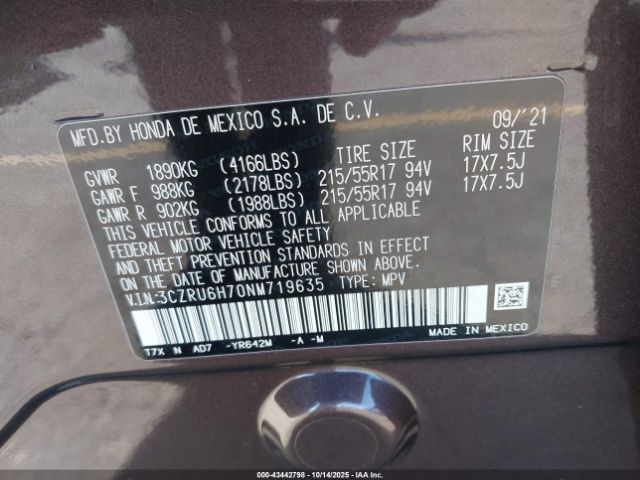 MFD.BY HONDA DE MEXICO S.A. DE C.V. 09/'21
GVWR 1890KG (4166LBS) TIRE SIZE RIM SIZE
GAWR F 988KG (2178LBS) 215/55R17 94V 17X7.5J
GAWR R 902KG (1988LBS) 215/55R17 94V 17X7.5J
THIS VEHICLE CONFORMS TO ALL APPLICABLE
FEDERAL MOTOR VEHICLE SAFETY
AND THEFT PREVENTION STANDARDS IN EFFECT
ON THE DATE OF MANUFACTURE SHOWN ABOVE.
V.I.N:3CZRU6H70NM719635 TYPE: MPV
T7X N AD7 -YR642M -A -M MADE IN MEXICO
000-43442798 - 10/14/2025 - IAA Holdings, LLC